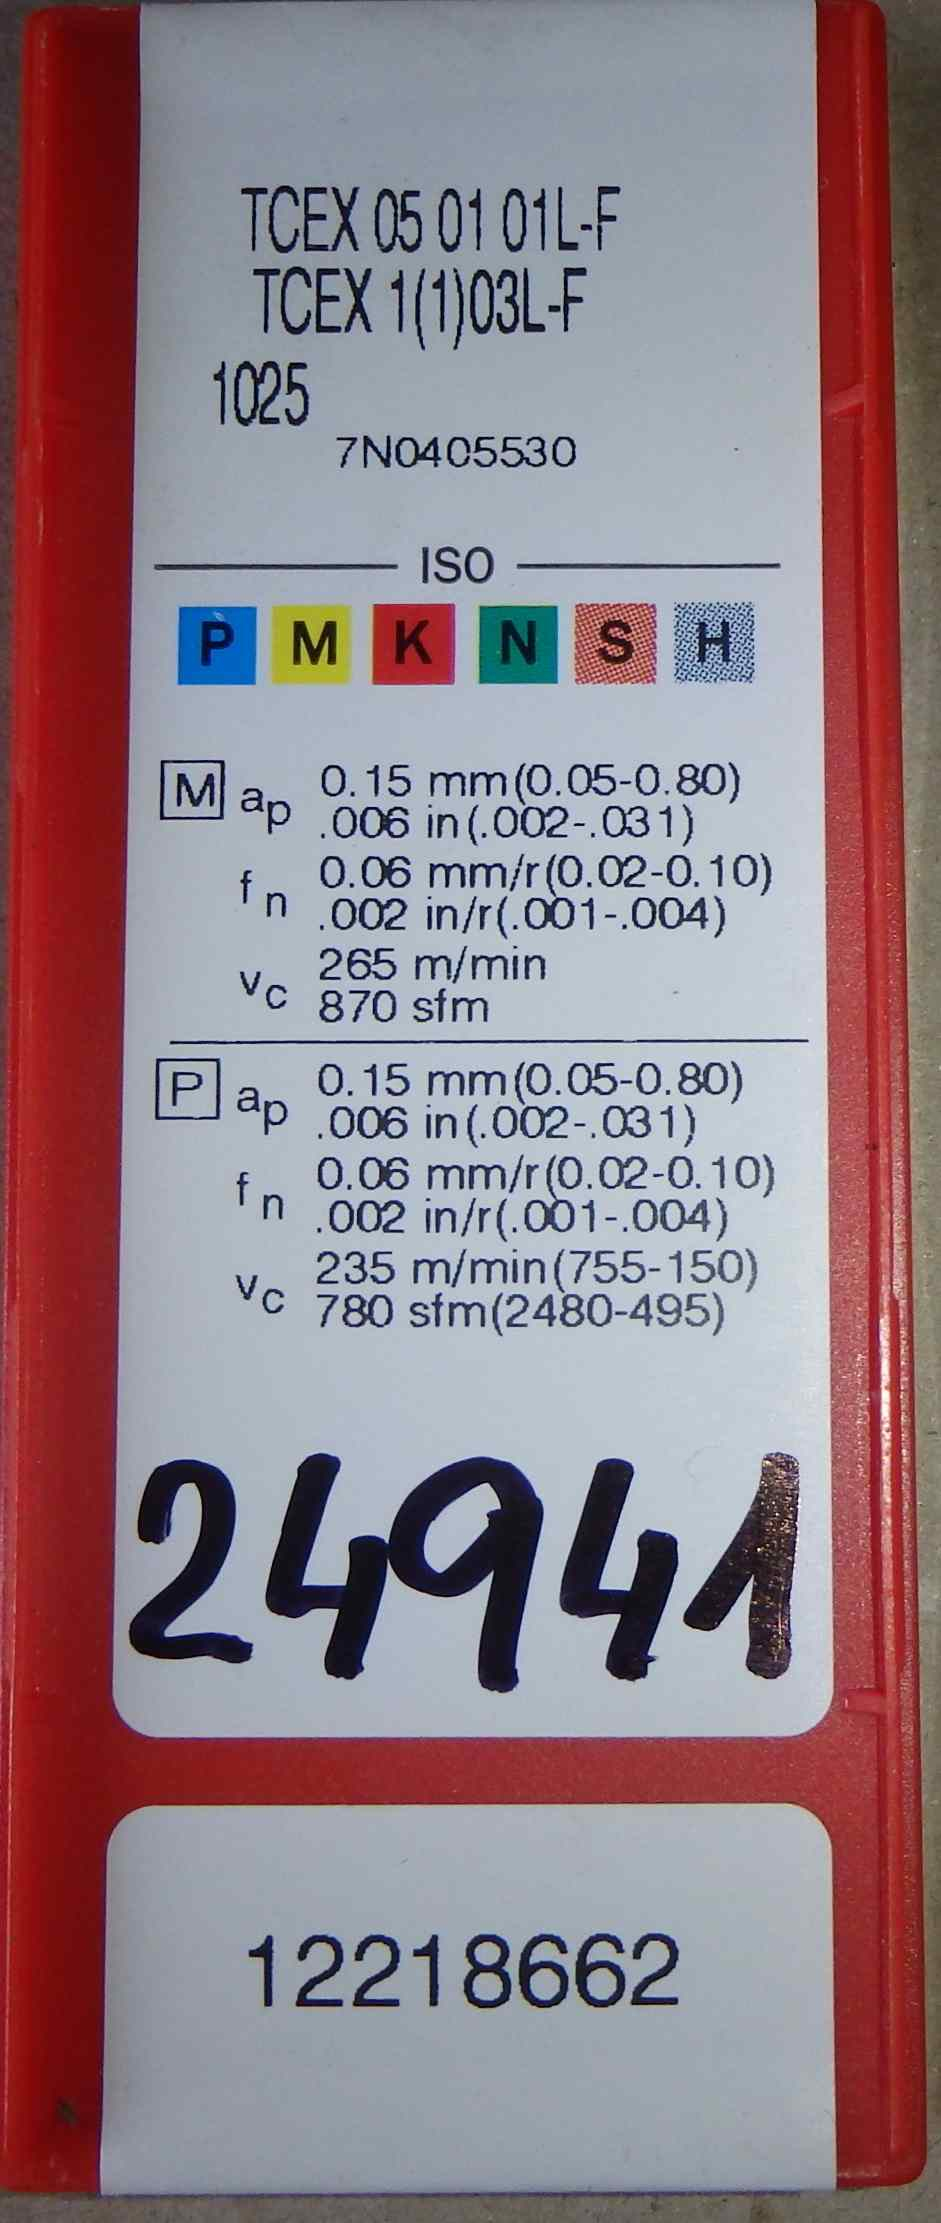 TCEX 05 01 01L-F
TCEX 1(1)03L-F
1025
7N0405530
ISO
P M K N S H
M ap 0.15 mm(0.05-0.80)
.006 in(.002-.031)
fn 0.06 mm/r(0.02-0.10)
.002 in/r(.001-.004)
vc 265 m/min
870 sfm
P ap 0.15 mm(0.05-0.80)
.006 in(.002-.031)
fn 0.06 mm/r(0.02-0.10)
.002 in/r(.001-.004)
vc 235 m/min(755-150)
780 sfm(2480-495)
24941
12218662